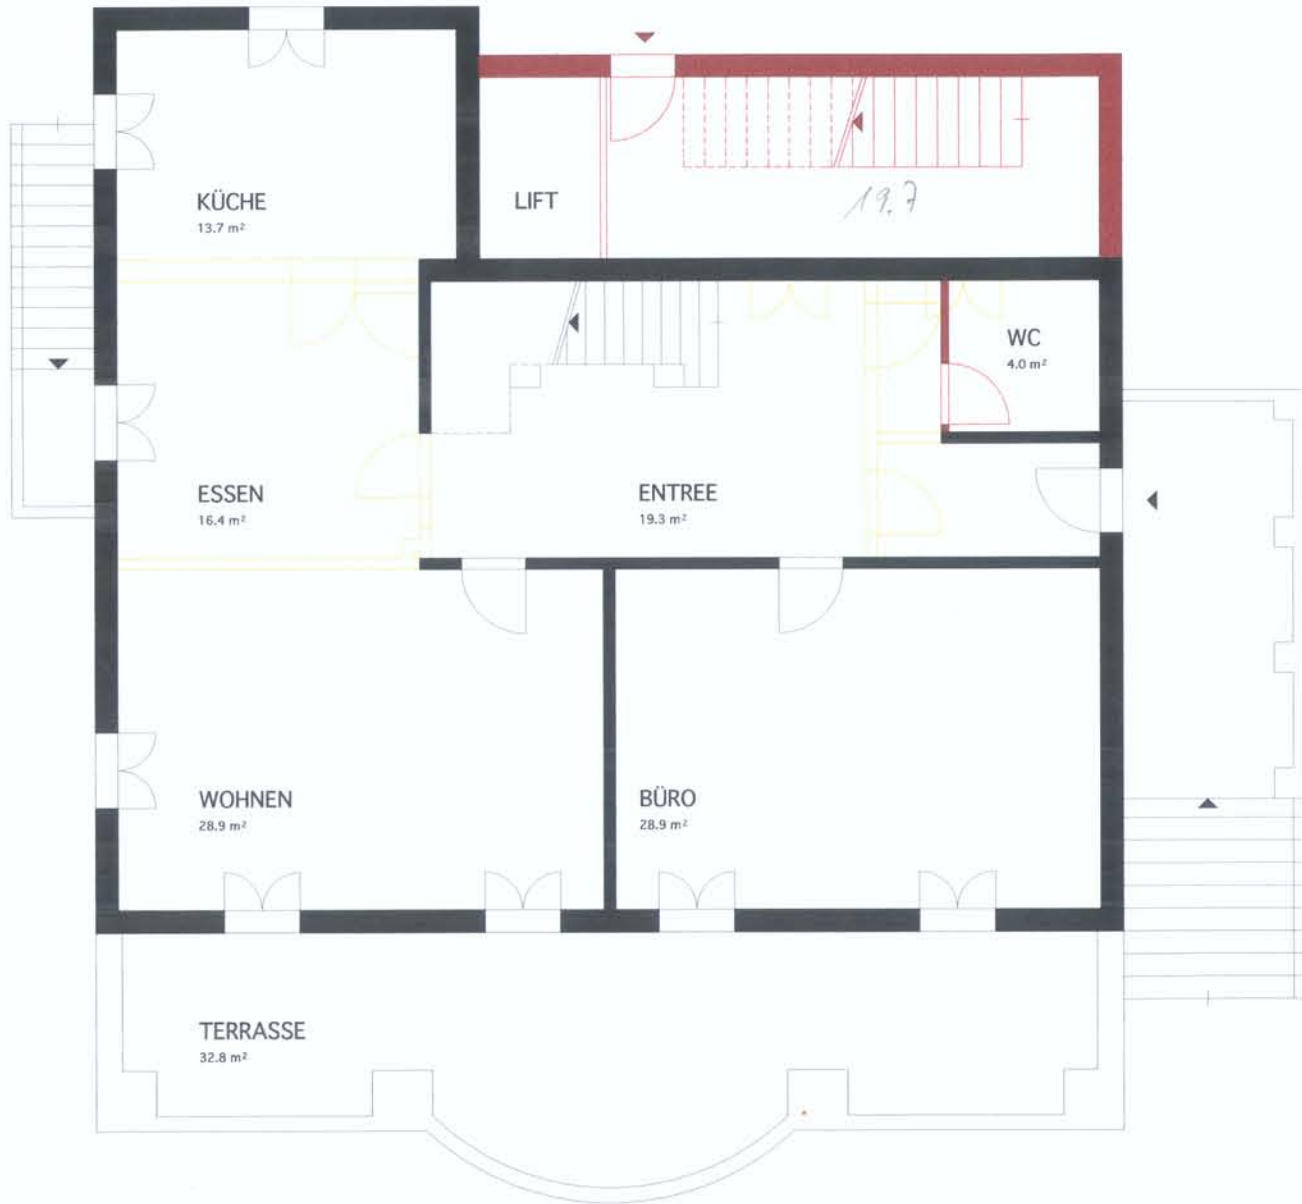 KÜCHE
13.7 m²
LIFT
19.7
WC
4.0 m²
ESSEN
16.4 m²
ENTREE
19.3 m²
WOHNEN
28.9 m²
BÜRO
28.9 m²
TERRASSE
32.8 m²